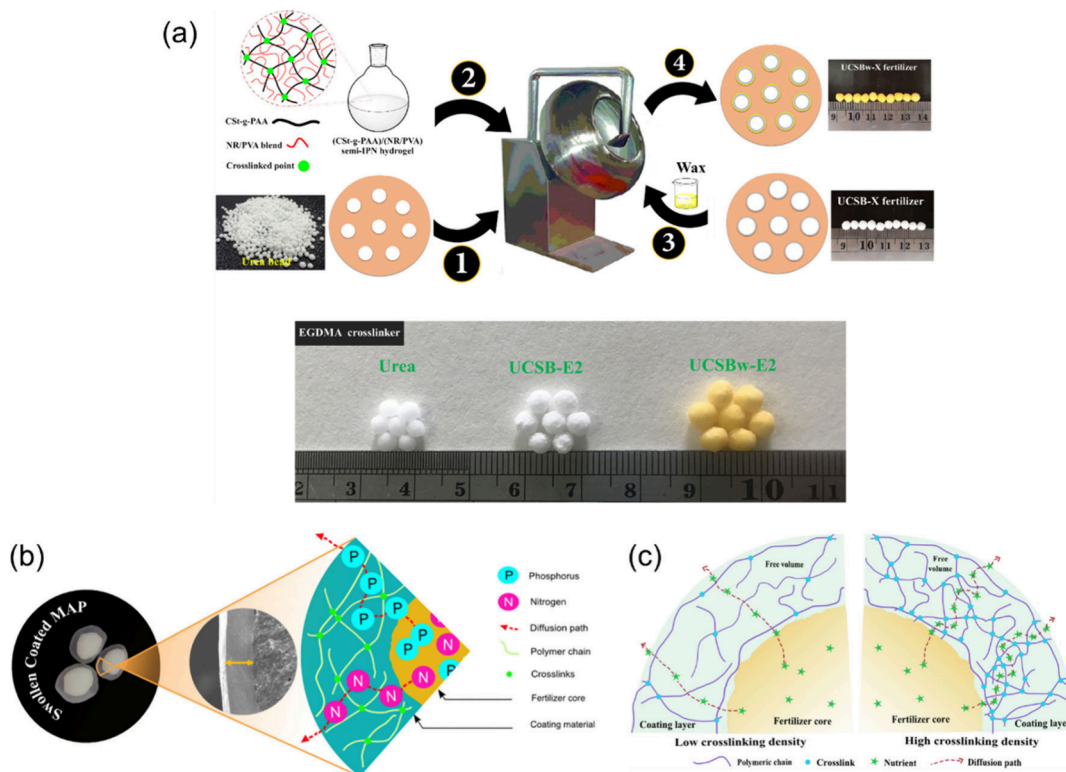 (a)
CSt-g-PAA
NR/PVA blend
Crosslinked point
(CSt-g-PAA)/(NR/PVA)
semi-IPN hydrogel
2
4
UCSBw-X fertilizer
9 10 11 12 13 14
Urea bead
1
Wax
3
UCSB-X fertilizer
9 10 11 12 13
EGDMA crosslinker
Urea
UCSB-E2
UCSBw-E2
2 3 4 5 6 7 8 9 10 11
(b)
Swollen Coated MAP
P
P
P
P
P
P
P
N
N
N
N
N
N
P Phosphorus
N Nitrogen
Diffusion path
Polymer chain
Crosslinks
Fertilizer core
Coating material
(c)
Free volume
Coating layer
Fertilizer core
Low crosslinking density
Free
volume
Fertilizer core
Coating layer
High crosslinking density
Polymeric chain
Crosslink
Nutrient
Diffusion path